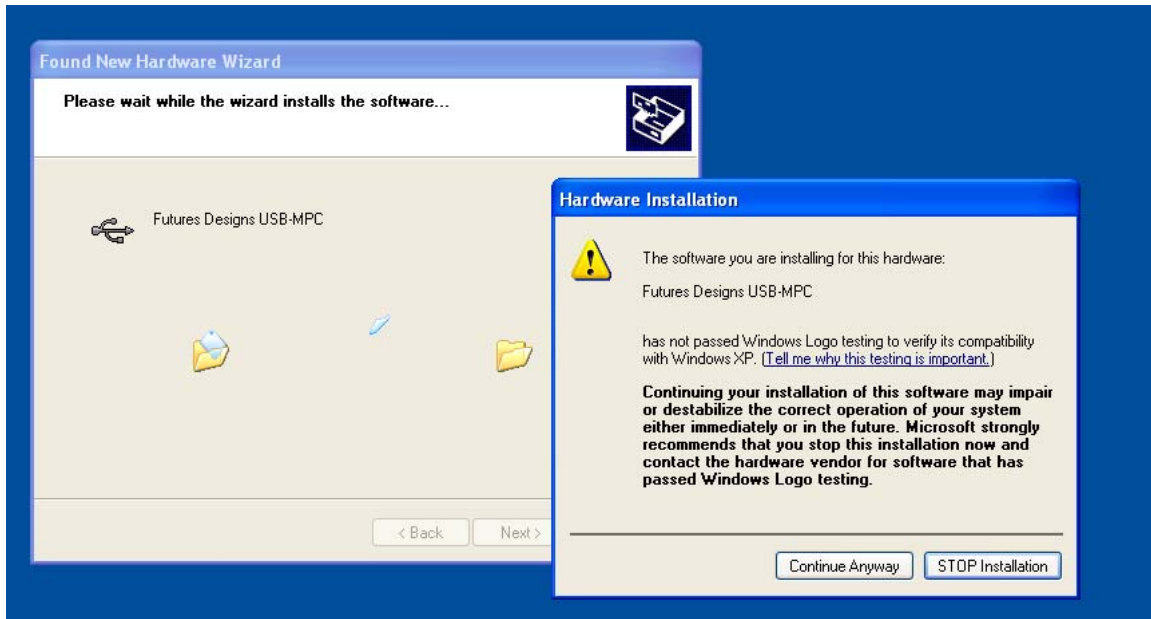 Found New Hardware Wizard
Please wait while the wizard installs the software...
Futures Designs USB-MPC
< Back
Next >
Hardware Installation
The software you are installing for this hardware:
Futures Designs USB-MPC
has not passed Windows Logo testing to verify its compatibility
with Windows XP. (Tell me why this testing is important.)
Continuing your installation of this software may impair
or destabilize the correct operation of your system
either immediately or in the future. Microsoft strongly
recommends that you stop this installation now and
contact the hardware vendor for software that has
passed Windows Logo testing.
Continue Anyway
STOP Installation